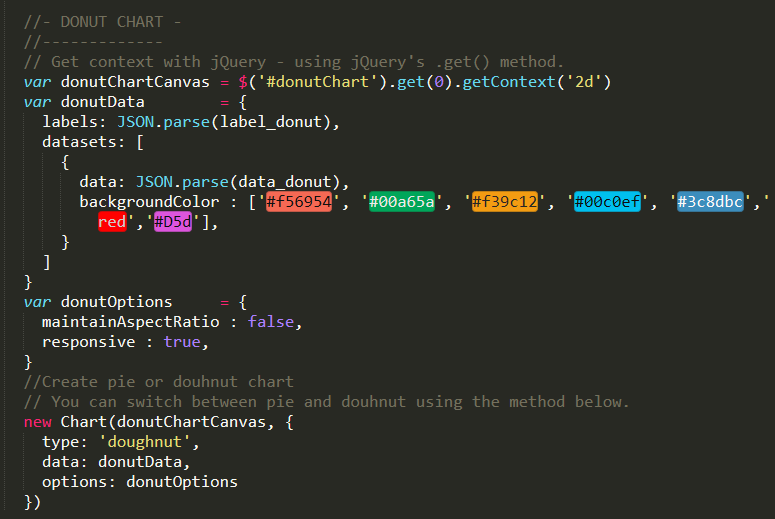 //- DONUT CHART -
//-------------
// Get context with jQuery - using jQuery's .get() method.
var donutChartCanvas = $('#donutChart').get(0).getContext('2d')
var donutData        = {
  labels: JSON.parse(label_donut),
  datasets: [
    {
      data: JSON.parse(data_donut),
      backgroundColor : ['#f56954', '#00a65a', '#f39c12', '#00c0ef', '#3c8dbc','
        red','#D5d'],
    }
  ]
}
var donutOptions     = {
  maintainAspectRatio : false,
  responsive : true,
}
//Create pie or douhnut chart
// You can switch between pie and douhnut using the method below.
new Chart(donutChartCanvas, {
  type: 'doughnut',
  data: donutData,
  options: donutOptions
})